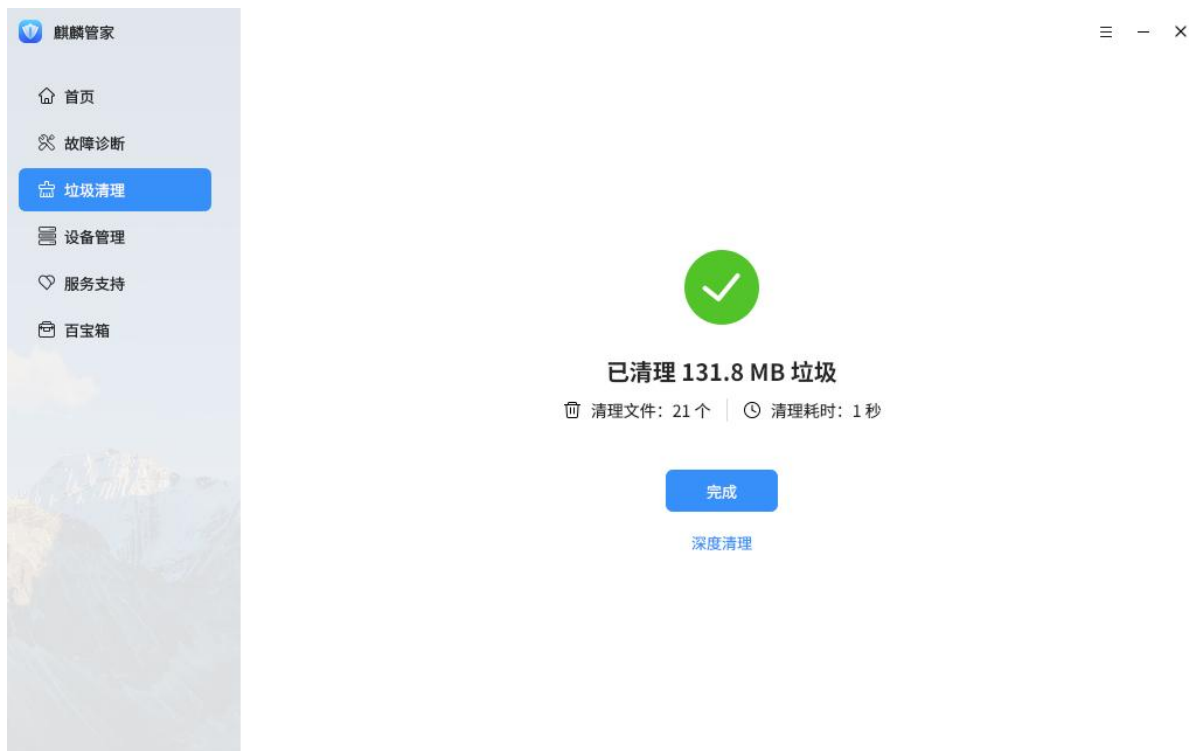 麒麟管家
首页
故障诊断
垃圾清理
设备管理
服务支持
百宝箱
已清理 131.8 MB 垃圾
清理文件：21 个 清理耗时：1 秒
完成
深度清理